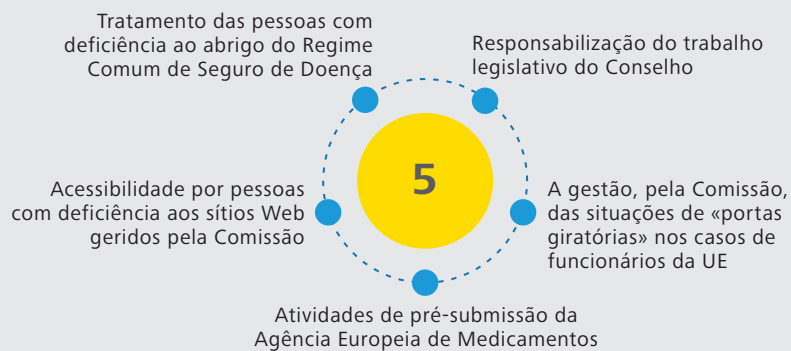 Tratamento das pessoas com
deficiência ao abrigo do Regime
Comum de Seguro de Doença
Responsabilização do trabalho
legislativo do Conselho
5
Acessibilidade por pessoas
com deficiência aos sítios Web
geridos pela Comissão
A gestão, pela Comissão,
das situações de «portas
giratórias» nos casos de
funcionários da UE
Atividades de pré-submissão da
Agência Europeia de Medicamentos